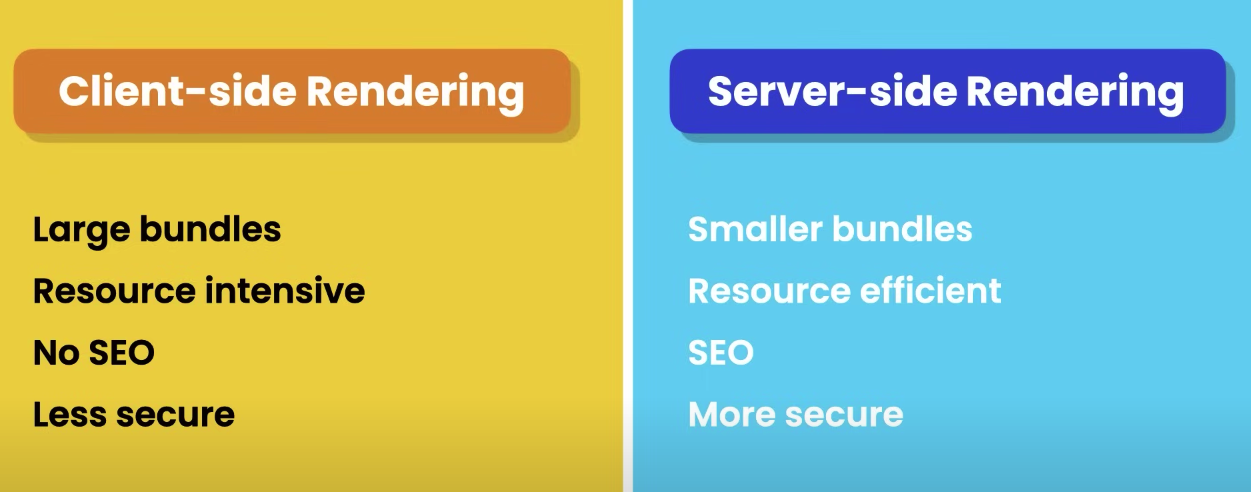 Client-side Rendering
Large bundles
Resource intensive
No SEO
Less secure
Server-side Rendering
Smaller bundles
Resource efficient
SEO
More secure